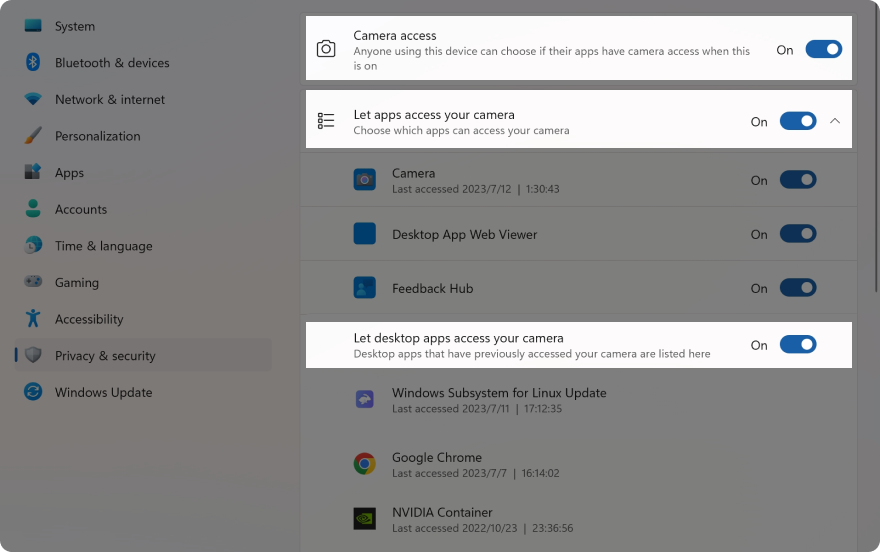 System
Bluetooth & devices
Network & internet
Personalization
Apps
Accounts
Time & language
Gaming
Accessibility
Privacy & security
Windows Update
Camera access
Anyone using this device can choose if their apps have camera access when this
is on
On
Let apps access your camera
Choose which apps can access your camera
On
Camera
Last accessed 2023/7/12 | 1:30:43
On
Desktop App Web Viewer
On
Feedback Hub
On
Let desktop apps access your camera
Desktop apps that have previously accessed your camera are listed here
On
Windows Subsystem for Linux Update
Last accessed 2023/7/11 | 17:12:35
Google Chrome
Last accessed 2023/7/7 | 16:14:02
NVIDIA Container
Last accessed 2022/10/23 | 23:36:56